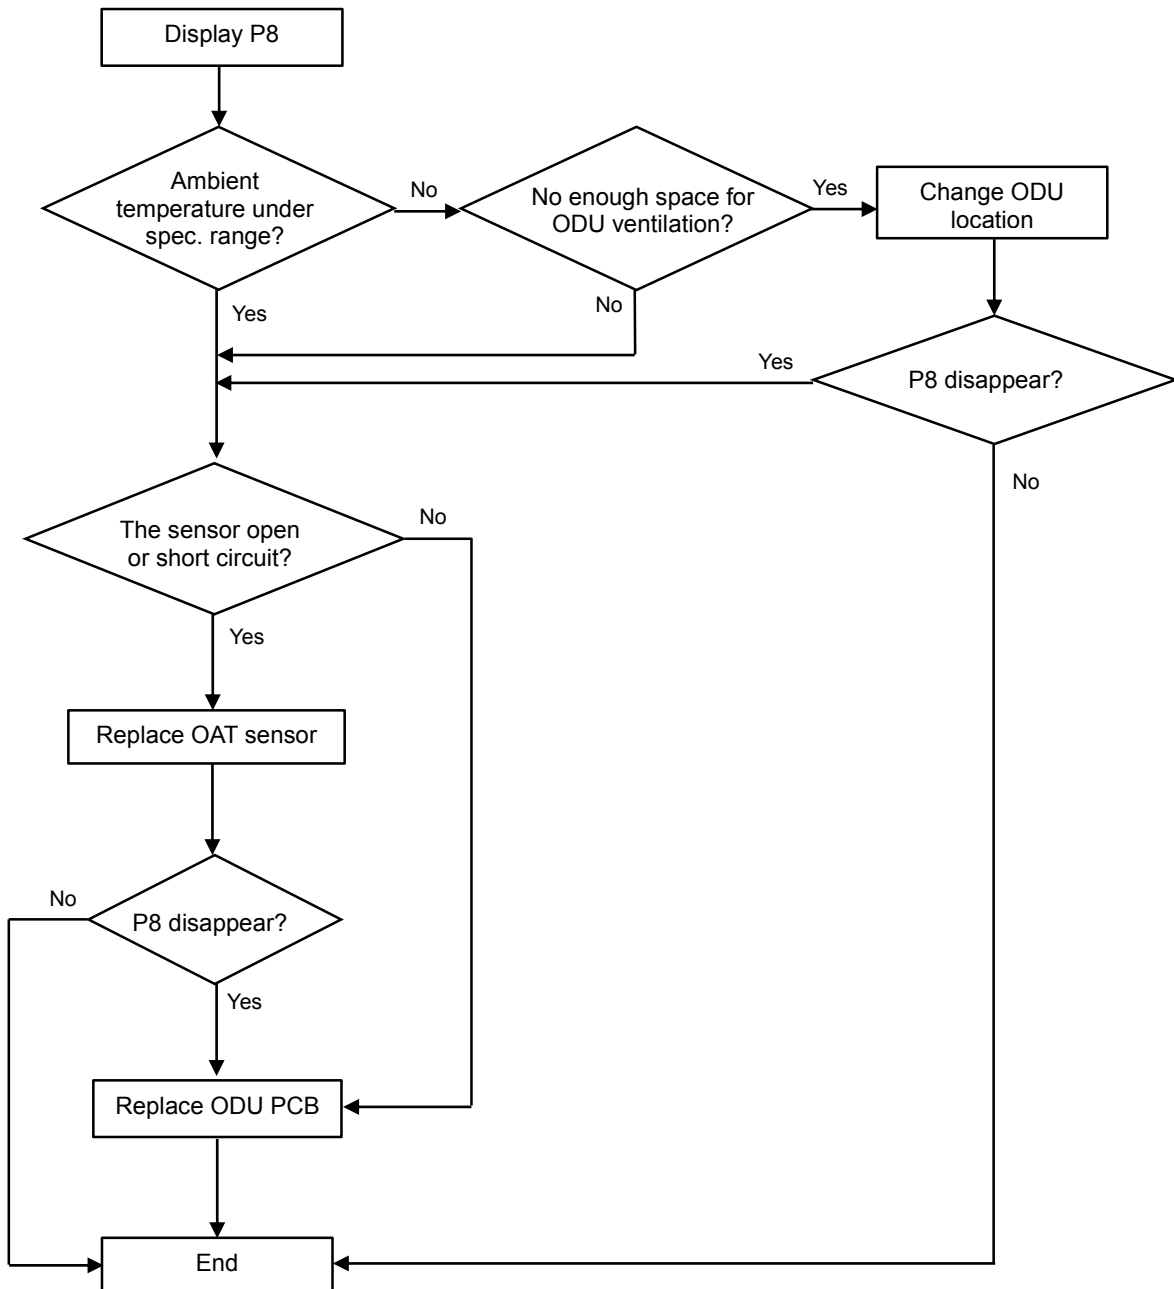 Display P8
Ambient
temperature under
spec. range?
No
No enough space for
ODU ventilation?
Yes
Change ODU
location
Yes
No
Yes
P8 disappear?
No
The sensor open
or short circuit?
No
Yes
Replace OAT sensor
No
P8 disappear?
Yes
Replace ODU PCB
End